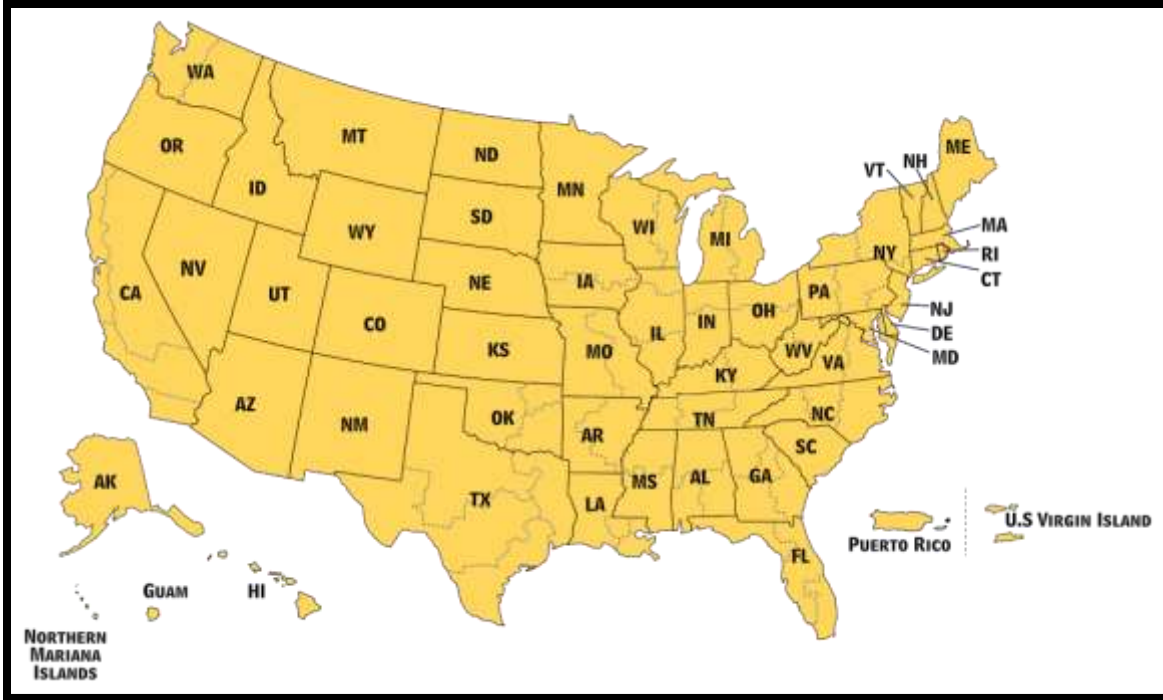 WA
MT
ND
OR
ID
MN
ME
NH
VT
SD
WY
WI
MI
MA
NY
RI
CT
NV
NE
IA
UT
CA
PA
NJ
OH
IN
IL
CO
DE
MD
KS
MO
WV
VA
KY
AZ
NM
OK
TN
NC
AR
SC
AK
TX
MS
AL
GA
LA
U.S VIRGIN ISLAND
PUERTO RICO
FL
GUAM
HI
NORTHERN
MARIANA
ISLANDS